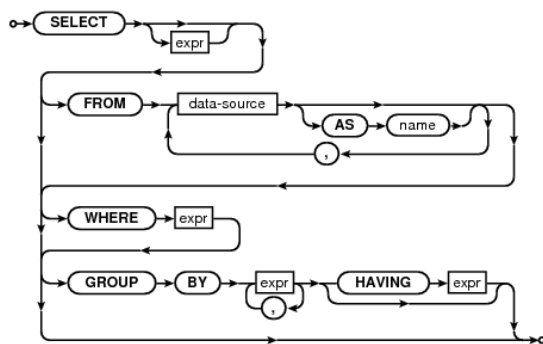 SELECT
expr
FROM data-source
AS name
,
WHERE expr
GROUP BY expr HAVING expr
,